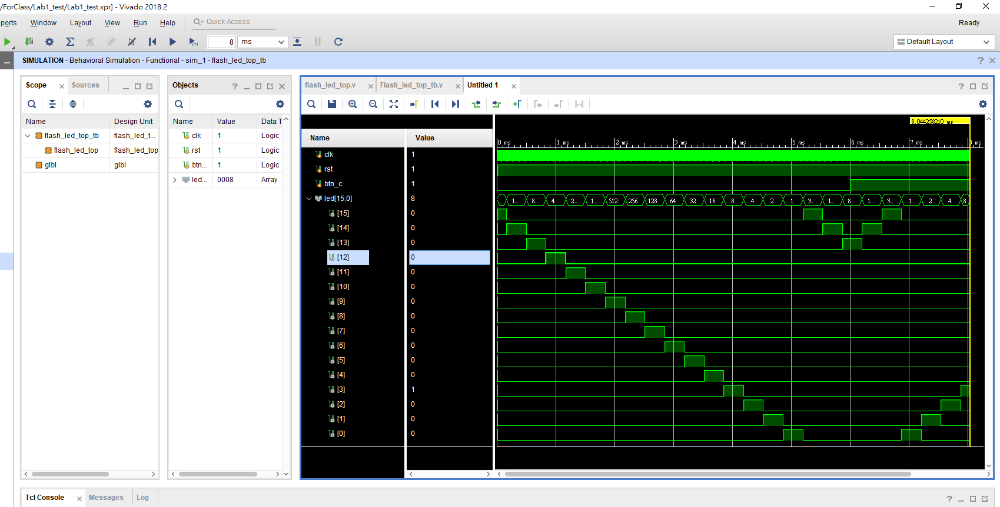 /ForClass/Lab1_test/Lab1_test.xpr] - Vivado 2018.2
ports Window Layout View Run Help Quick Access Ready
8 ms Default Layout
SIMULATION - Behavioral Simulation - Functional - sim_1 - flash_led_top_tb
Scope Sources
Name Design Unit
flash_led_top_tb flash_led_t...
flash_led_top flash_led_top
glbl glbl
Objects
Name Value Data T
clk 1 Logic
rst 1 Logic
btn... 1 Logic
led... 0008 Array
flash_led_top.v Flash_led_top_tb.v Untitled 1
8.044258210 ms
Name Value
0 ms 1 ms 2 ms 3 ms 4 ms 5 ms 6 ms 7 ms 8 ms
clk 1
rst 1
btn_c 1
led[15:0] 8 ... 1... 8... 4... 2... 1... 512 256 128 64 32 16 8 4 2 1 3... 1... 8... 1... 3... 1 2 4 8
[15] 0
[14] 0
[13] 0
[12] 0
[11] 0
[10] 0
[9] 0
[8] 0
[7] 0
[6] 0
[5] 0
[4] 0
[3] 1
[2] 0
[1] 0
[0] 0
Tcl Console Messages Log